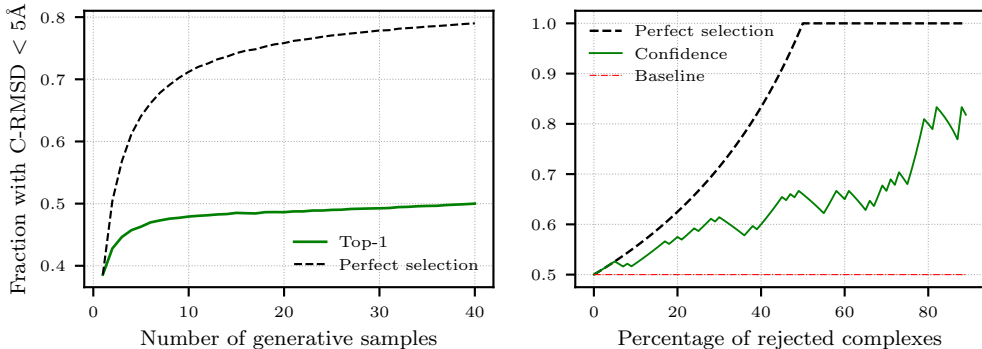 Fraction with C-RMSD < 5Å
0.8
0.7
0.6
0.5
0.4
0
10
20
30
40
Top-1
Perfect selection
Number of generative samples
1.0
0.9
0.8
0.7
0.6
0.5
0
20
40
60
80
Perfect selection
Confidence
Baseline
Percentage of rejected complexes